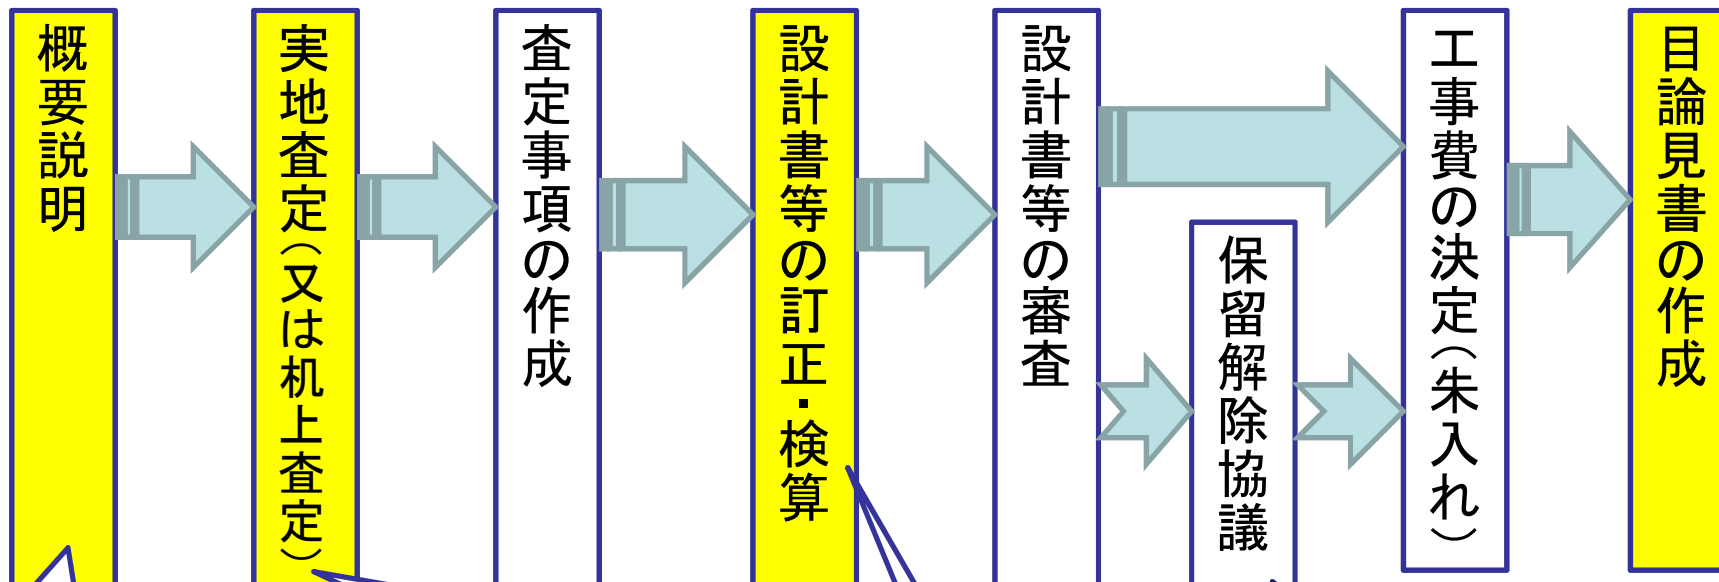 概要説明
実地査定（又は机上査定）
査定事項の作成
設計書等の訂正・検算
設計書等の審査
保留解除協議
工事費の決定（朱入れ）
目論見書の作成